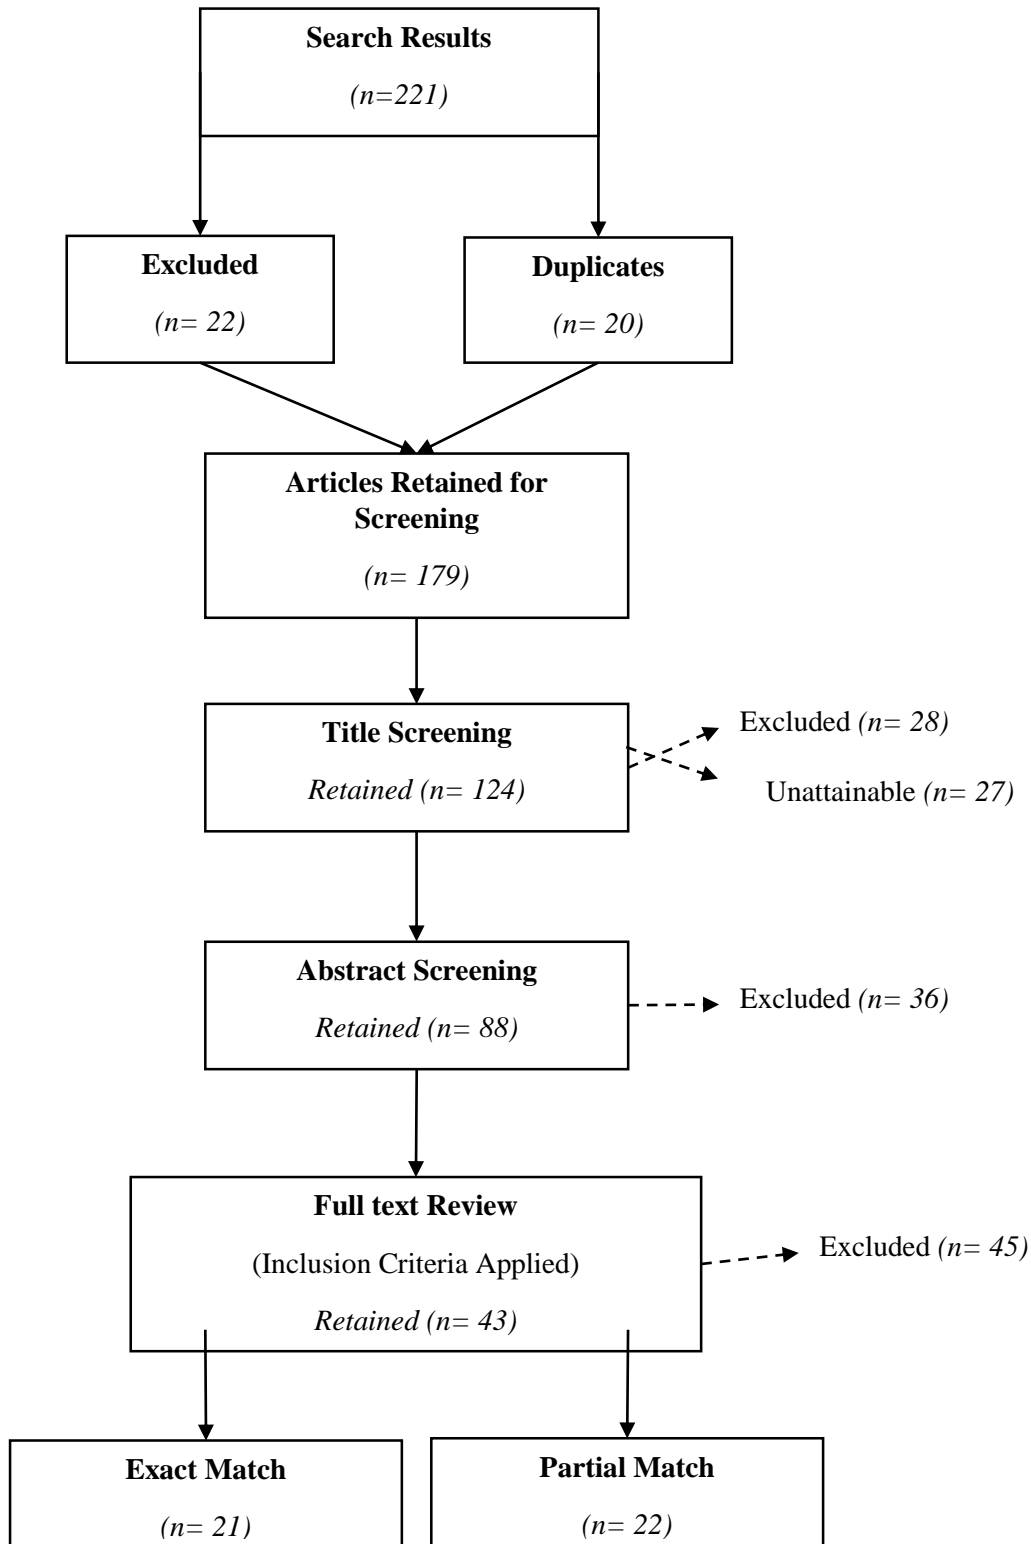 Search Results
(n=221)
Excluded
(n= 22)
Duplicates
(n= 20)
Articles Retained for
Screening
(n= 179)
Title Screening
Retained (n= 124)
Excluded (n= 28)
Unattainable (n= 27)
Abstract Screening
Retained (n= 88)
Excluded (n= 36)
Full text Review
(Inclusion Criteria Applied)
Retained (n= 43)
Excluded (n= 45)
Exact Match
(n= 21)
Partial Match
(n= 22)